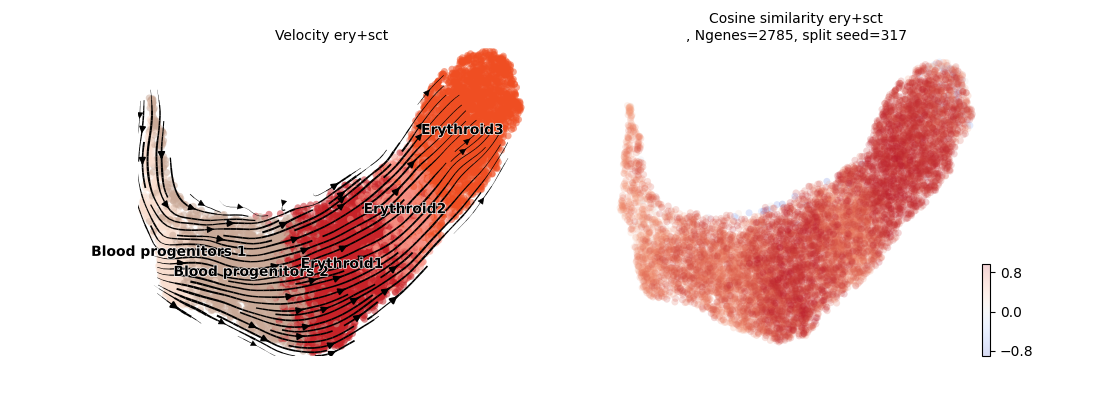 Velocity ery+sct
Erythroid3
Erythroid2
Blood progenitors 1
Erythroid1
Blood progenitors 2
Cosine similarity ery+sct
, Ngenes=2785, split seed=317
0.8
0.0
−0.8